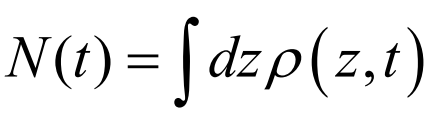 N(t) = ∫ dz ρ(z, t)